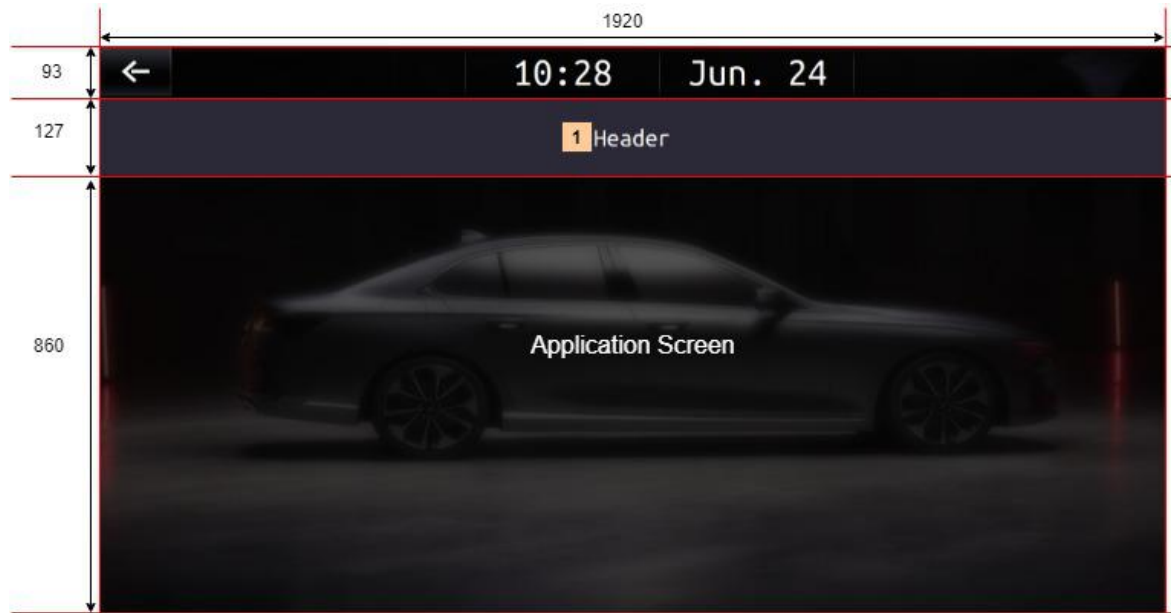 1920
93
10:28 Jun. 24
127
1 Header
860
Application Screen